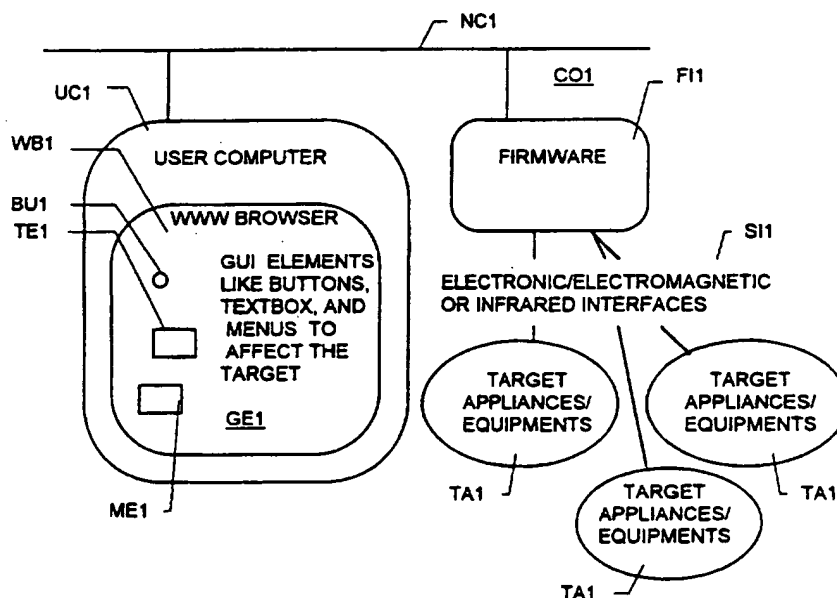 NC1
CO1
FI1
UC1
WB1
BU1
TE1
USER COMPUTER
WWW BROWSER
GUI ELEMENTS
LIKE BUTTONS,
TEXTBOX, AND
MENUS TO
AFFECT THE
TARGET
GE1
ME1
FIRMWARE
SI1
ELECTRONIC/ELECTROMAGNETIC
OR INFRARED INTERFACES
TARGET
APPLIANCES/
EQUIPMENTS
TA1
TARGET
APPLIANCES/
EQUIPMENTS
TA1
TARGET
APPLIANCES/
EQUIPMENTS
TA1